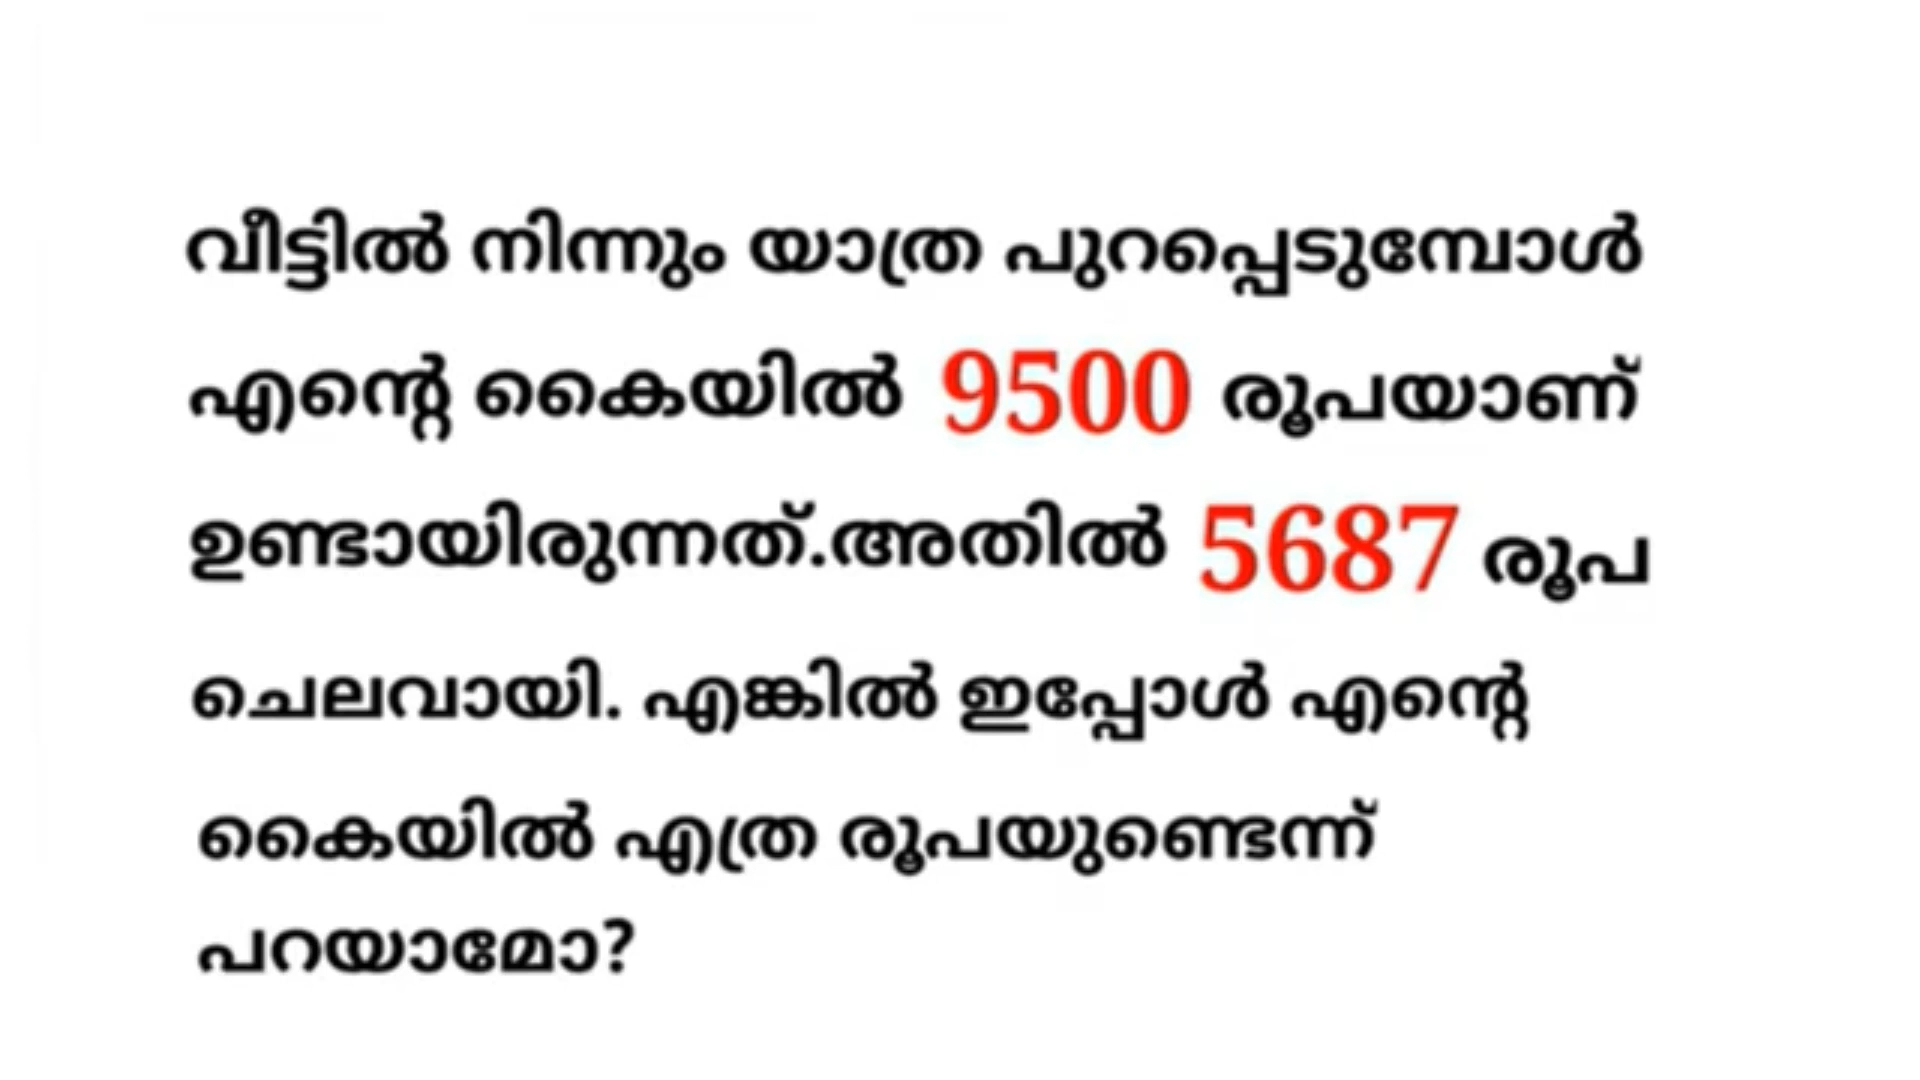 വീട്ടിൽ നിന്നും യാത്ര പുറപ്പെടുമ്പോൾ
എന്റെ കൈയിൽ 9500 രൂപയാണ്
ഉണ്ടായിരുന്നത്.അതിൽ 5687 രൂപ
ചെലവായി. എങ്കിൽ ഇപ്പോൾ എന്റെ
കൈയിൽ എത്ര രൂപയുണ്ടെന്ന്
പറയാമോ?